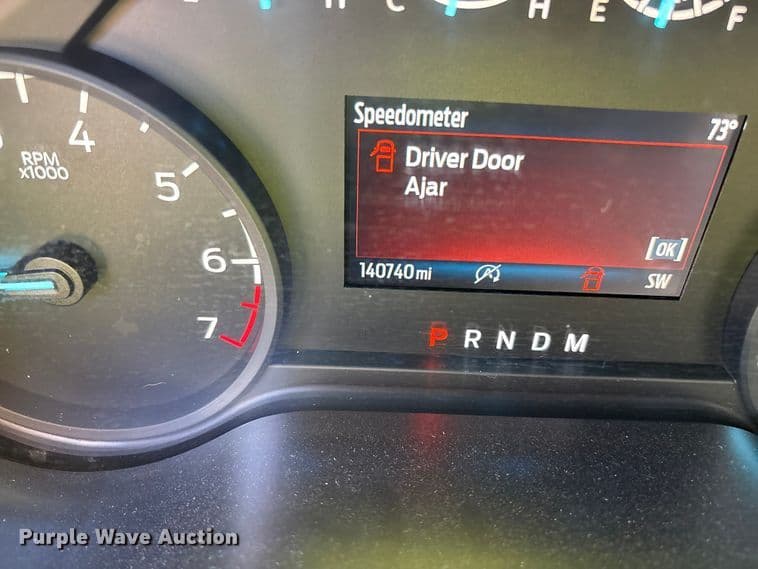 H C H E F
Speedometer 73°
Driver Door
Ajar
[OK]
140740 mi SW
P R N D M
4
RPM
x1000
5
6
7
Purple Wave Auction